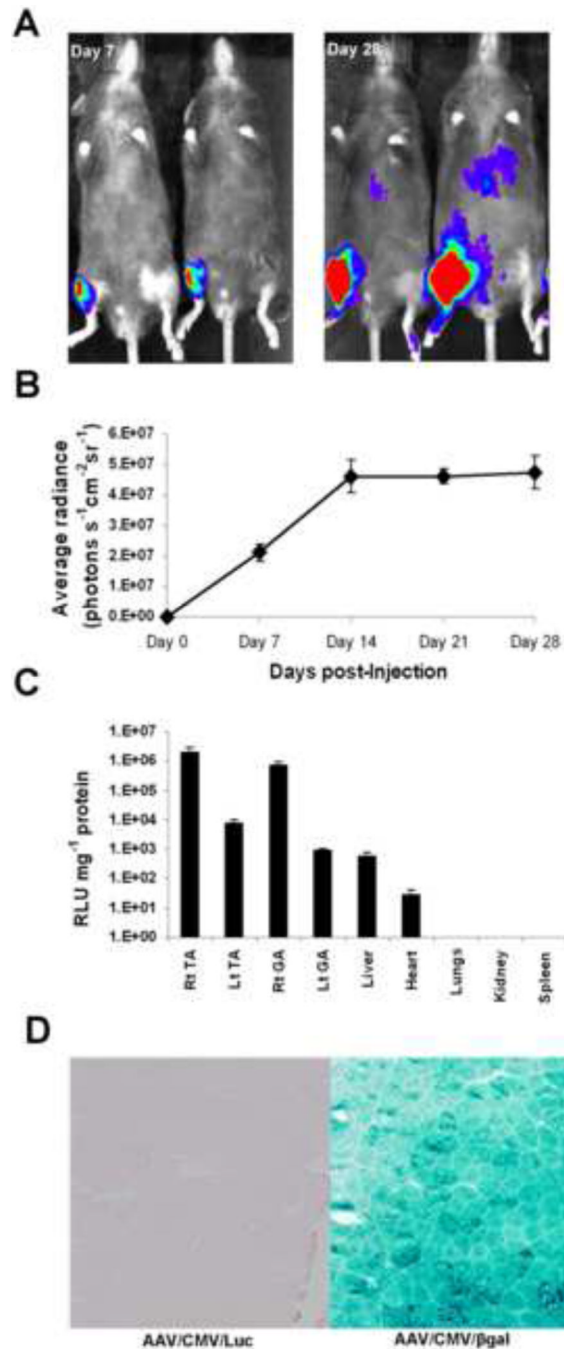 A
Day 7
Day 28
B
Average radiance
(photons s⁻¹cm⁻²sr⁻¹)
6.E+07
5.E+07
4.E+07
3.E+07
2.E+07
1.E+07
0.E+00
Day 0 Day 7 Day 14 Day 21 Day 28
Days post-Injection
C
RLU mg⁻¹ protein
1.E+07
1.E+06
1.E+05
1.E+04
1.E+03
1.E+02
1.E+01
1.E+00
Rt TA Lt TA Rt GA Lt GA Liver Heart Lungs Kidney Spleen
D
AAV/CMV/Luc AAV/CMV/βgal